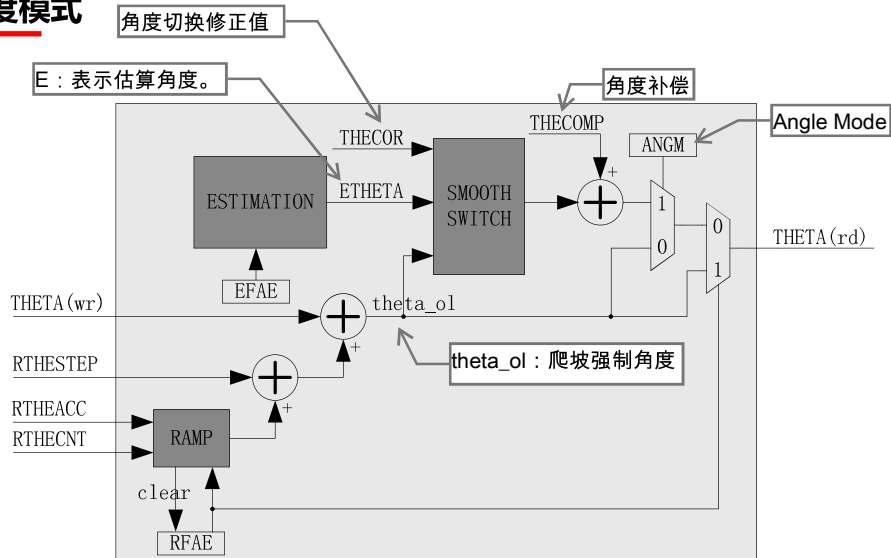 度模式
角度切换修正值
E：表示估算角度。
角度补偿
Angle Mode
THECOR
THECOMP
ANGM
ESTIMATION
ETHETA
SMOOTH
SWITCH
1
0
0
1
THETA(rd)
EFAE
THETA(wr)
theta_ol
theta_ol：爬坡强制角度
RTHESTEP
RTHEACC
RTHECNT
RAMP
clear
RFAE
+
+
+